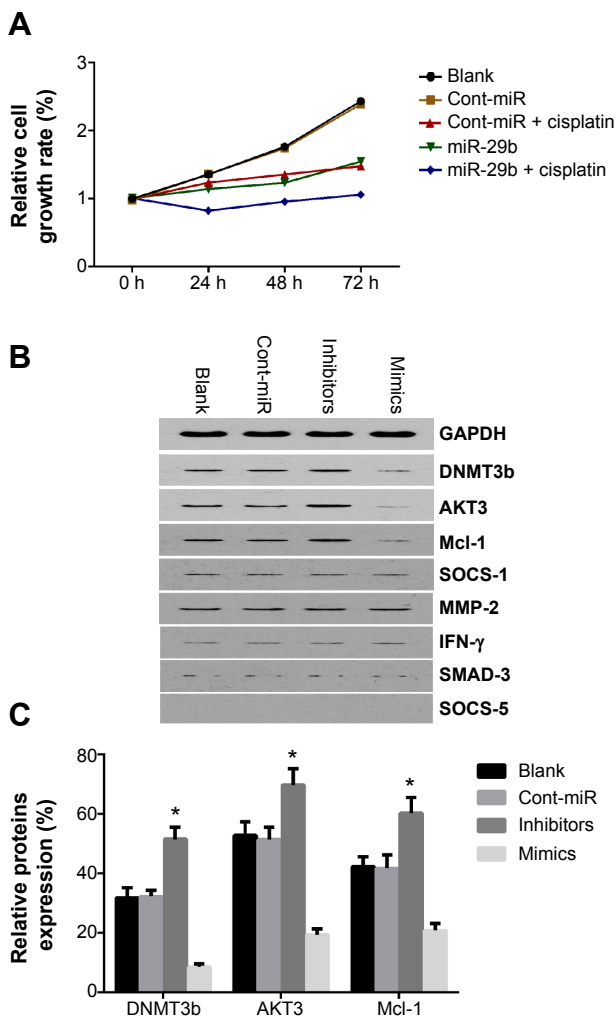 A
Relative cell
growth rate (%)
3
2
1
0
0 h 24 h 48 h 72 h
Blank
Cont-miR
Cont-miR + cisplatin
miR-29b
miR-29b + cisplatin
B
Blank
Cont-miR
Inhibitors
Mimics
GAPDH
DNMT3b
AKT3
Mcl-1
SOCS-1
MMP-2
IFN-γ
SMAD-3
SOCS-5
C
Relative proteins
expression (%)
80
60
40
20
0
* * *
DNMT3b AKT3 Mcl-1
Blank
Cont-miR
Inhibitors
Mimics